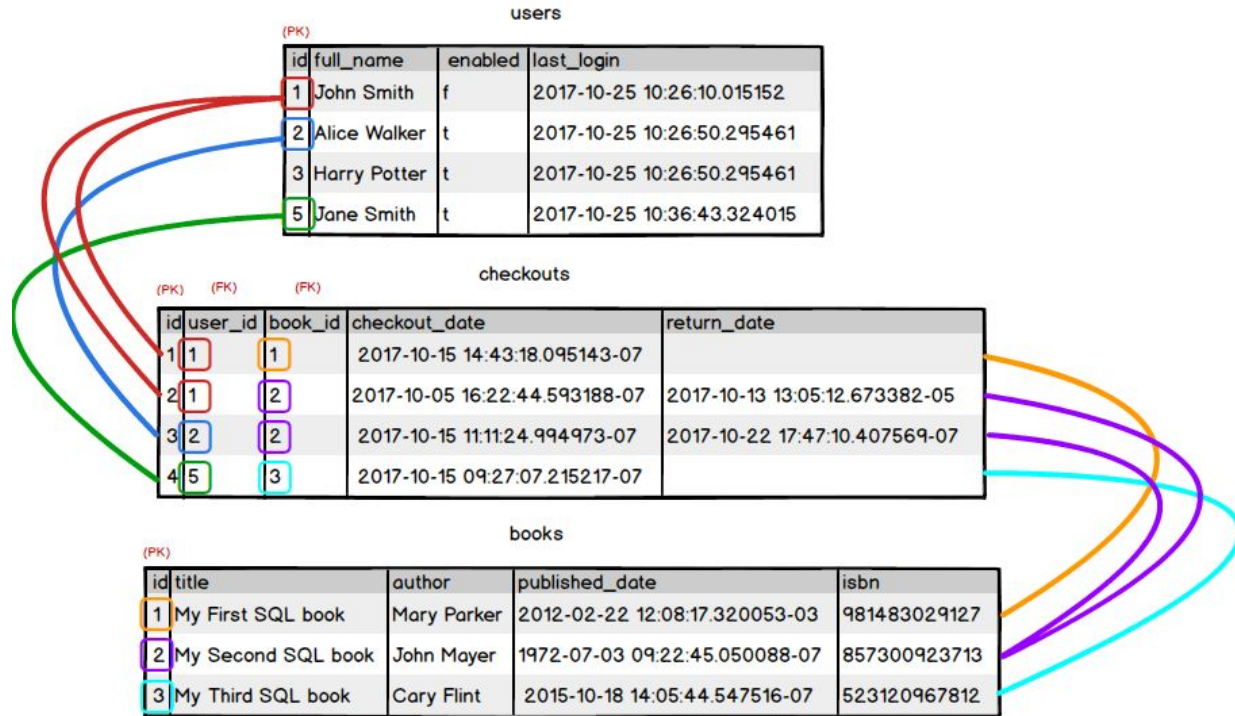 users
(PK)
id full_name enabled last_login
1 John Smith f 2017-10-25 10:26:10.015152
2 Alice Walker t 2017-10-25 10:26:50.295461
3 Harry Potter t 2017-10-25 10:26:50.295461
5 Jane Smith t 2017-10-25 10:36:43.324015
checkouts
(PK) (FK) (FK)
id user_id book_id checkout_date return_date
1 1 1 2017-10-15 14:43:18.095143-07
2 1 2 2017-10-05 16:22:44.593188-07 2017-10-13 13:05:12.673382-05
3 2 2 2017-10-15 11:11:24.994973-07 2017-10-22 17:47:10.407569-07
4 5 3 2017-10-15 09:27:07.215217-07
books
(PK)
id title author published_date isbn
1 My First SQL book Mary Parker 2012-02-22 12:08:17.320053-03 981483029127
2 My Second SQL book John Mayer 1972-07-03 09:22:45.050088-07 857300923713
3 My Third SQL book Cary Flint 2015-10-18 14:05:44.547516-07 523120967812